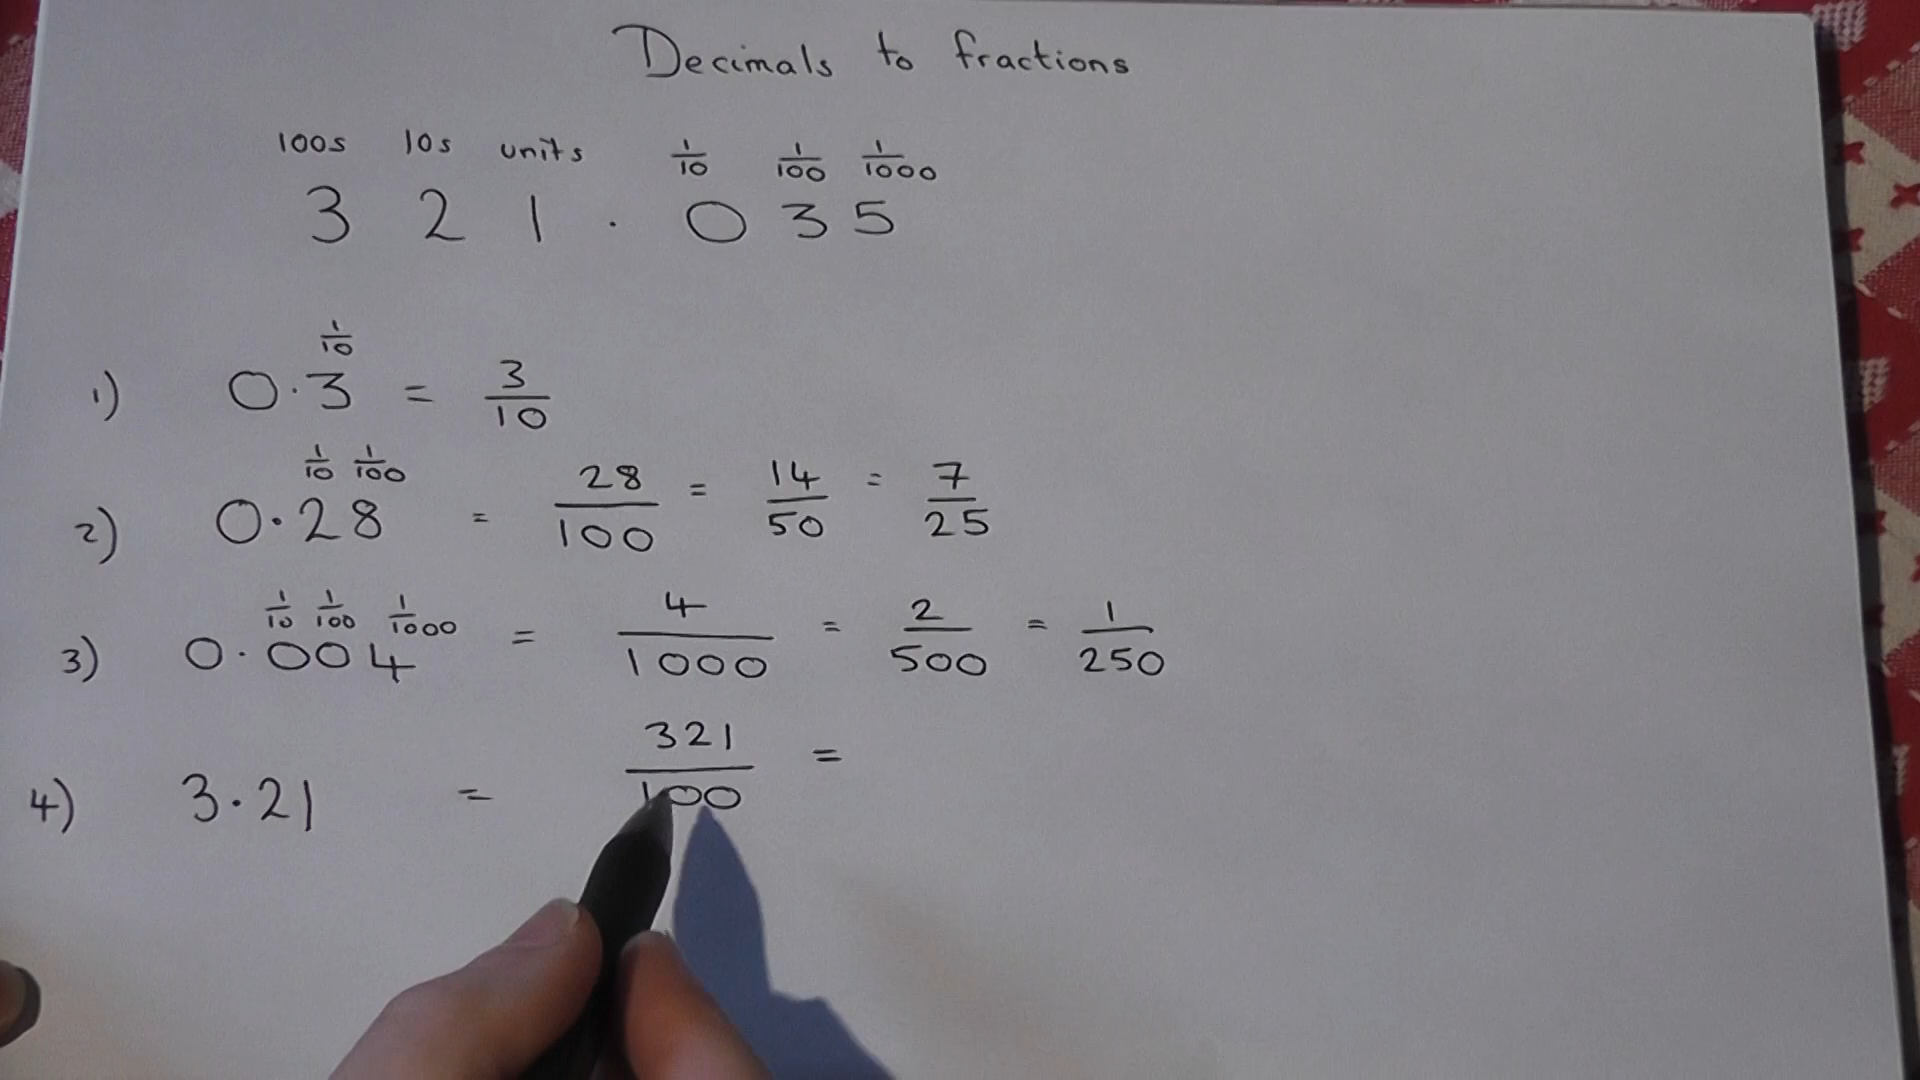 Decimals to fractions
100s 10s units 1/10 1/100 1/1000
3 2 1 . 0 3 5
1/10
1) 0.3 = 3/10
1/10 1/100
2) 0.28 = 28/100 = 14/50 = 7/25
1/10 1/100 1/1000
3) 0.004 = 4/1000 = 2/500 = 1/250
4) 3.21 = 321/100 =